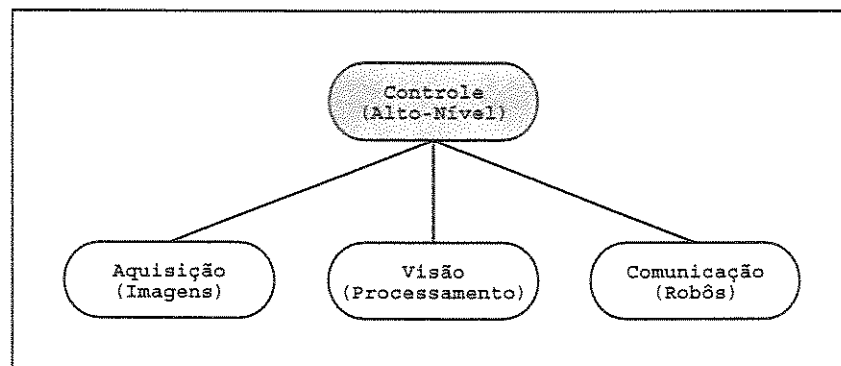 Controle
(Alto-Nível)
Aquisição
(Imagens)
Visão
(Processamento)
Comunicação
(Robôs)